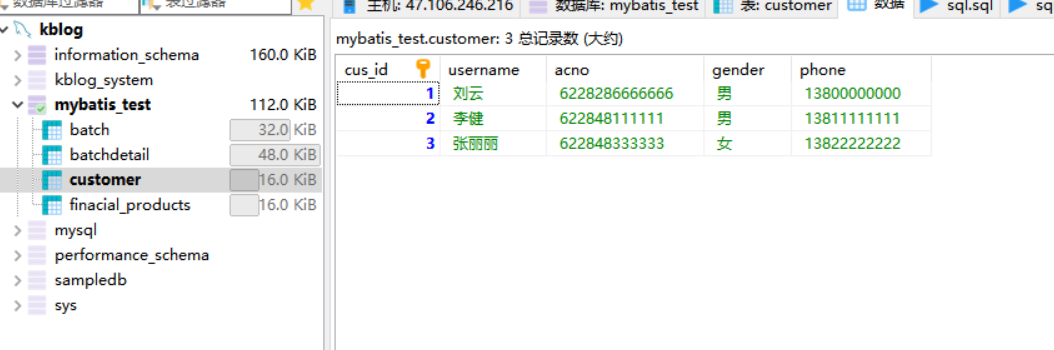 数据库过滤器 表过滤器
主机: 47.106.246.216 数据库: mybatis_test 表: customer 数据 sql.sql sq
kblog
information_schema 160.0 KiB
kblog_system
mybatis_test 112.0 KiB
batch 32.0 KiB
batchdetail 48.0 KiB
customer 16.0 KiB
finacial_products 16.0 KiB
mysql
performance_schema
sampledb
sys
mybatis_test.customer: 3 总记录数 (大约)
cus_id username acno gender phone
1 刘云 6228286666666 男 13800000000
2 李健 622848111111 男 13811111111
3 张丽丽 622848333333 女 13822222222